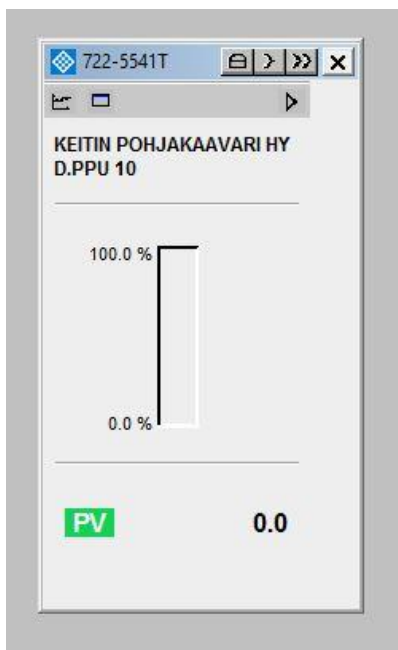 722-5541T
KEITIN POHJAKAAVARI HY
D.PPU 10
100.0 %
0.0 %
PV 0.0